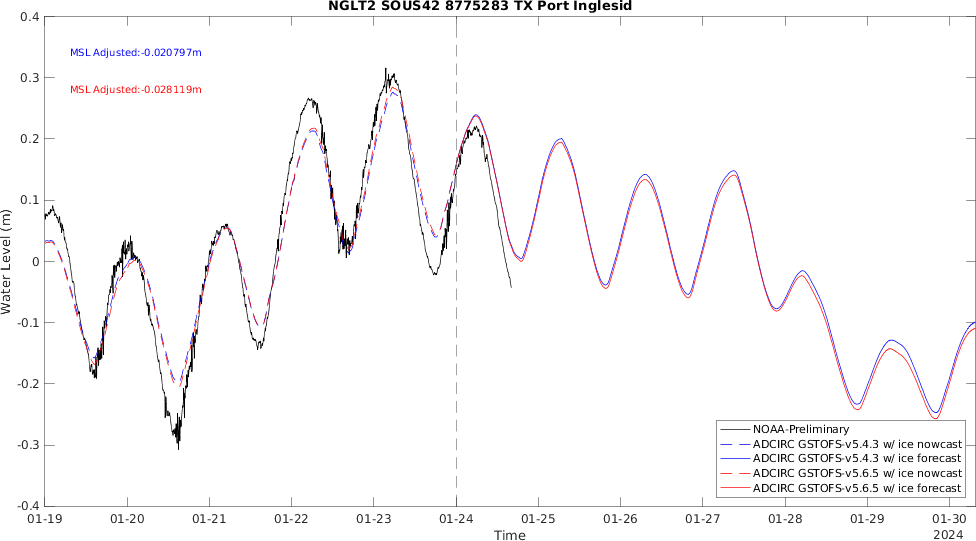 NGLT2 SOUS42 8775283 TX Port Inglesid
MSL Adjusted:-0.020797m
MSL Adjusted:-0.028119m
Water Level (m)
0.4
0.3
0.2
0.1
0
-0.1
-0.2
-0.3
-0.4
NOAA-Preliminary
ADCIRC GSTOFS-v5.4.3 w/ ice nowcast
ADCIRC GSTOFS-v5.4.3 w/ ice forecast
ADCIRC GSTOFS-v5.6.5 w/ ice nowcast
ADCIRC GSTOFS-v5.6.5 w/ ice forecast
01-19 01-20 01-21 01-22 01-23 01-24 01-25 01-26 01-27 01-28 01-29 01-30
2024
Time